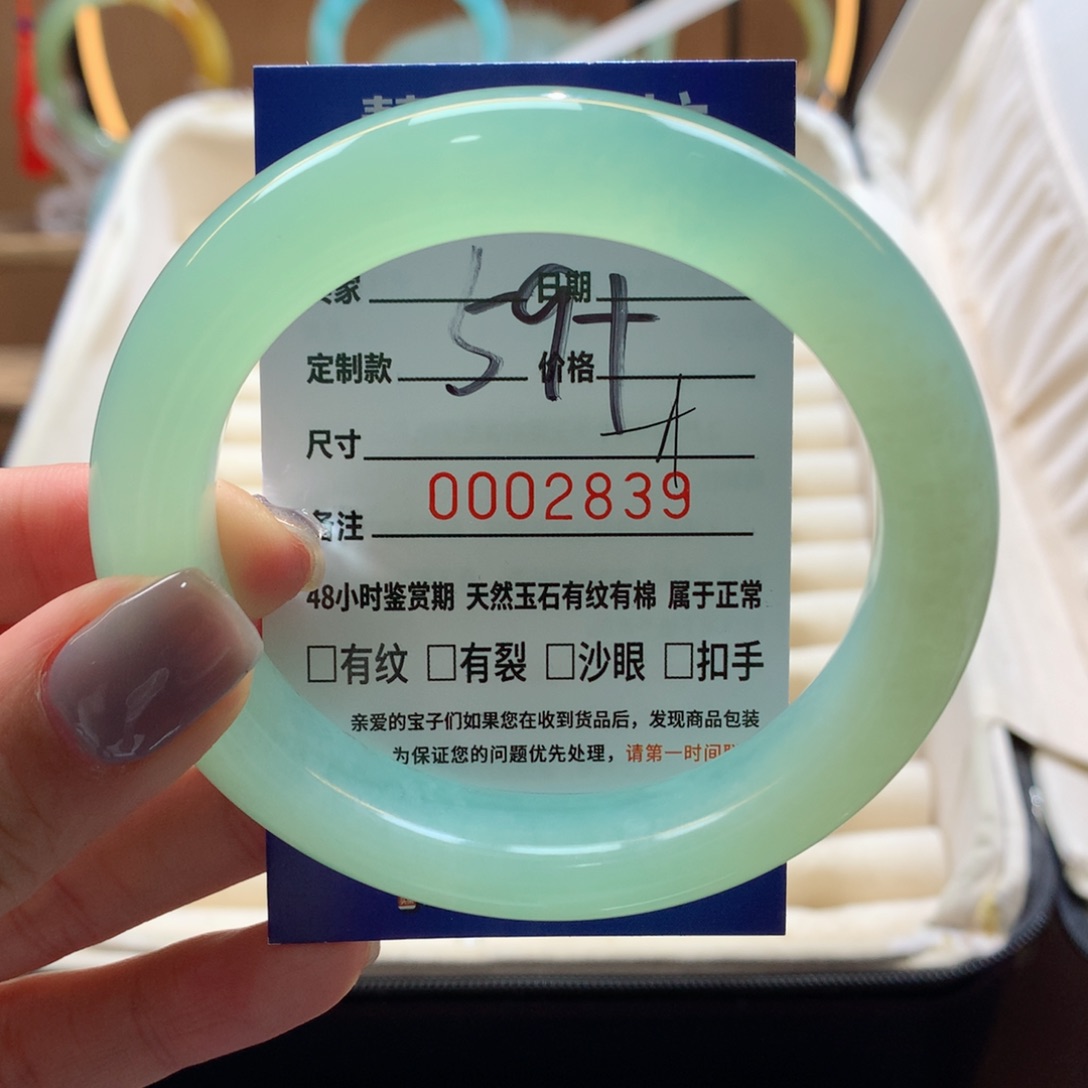 家 日期
59+
定制款 价格
尺寸
0002839
备注
48小时鉴赏期 天然玉石有纹有棉 属于正常
□有纹 □有裂 □沙眼 □扣手
亲爱的宝子们如果您在收到货品后，发现商品包装
为保证您的问题优先处理，请第一时间联